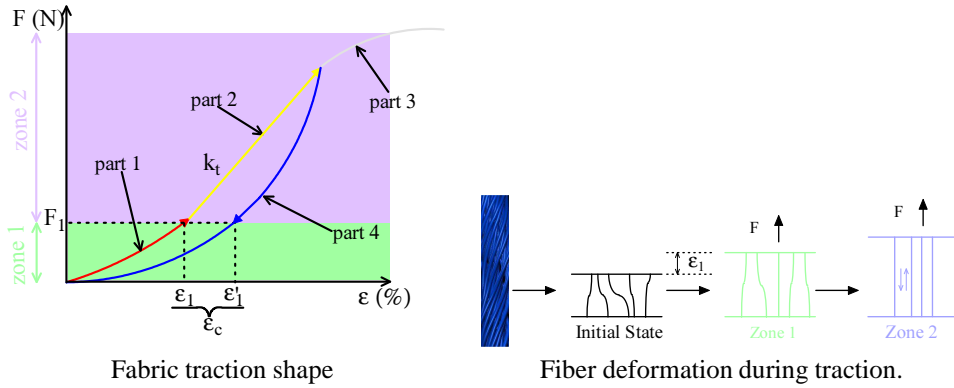 F (N)
zone 2
zone 1
part 1
part 2
part 3
part 4
k_t
F_1
ε_1
ε'_1
ε_c
ε (%)
Fabric traction shape
F
F
ε_1
Initial State
Zone 1
Zone 2
Fiber deformation during traction.